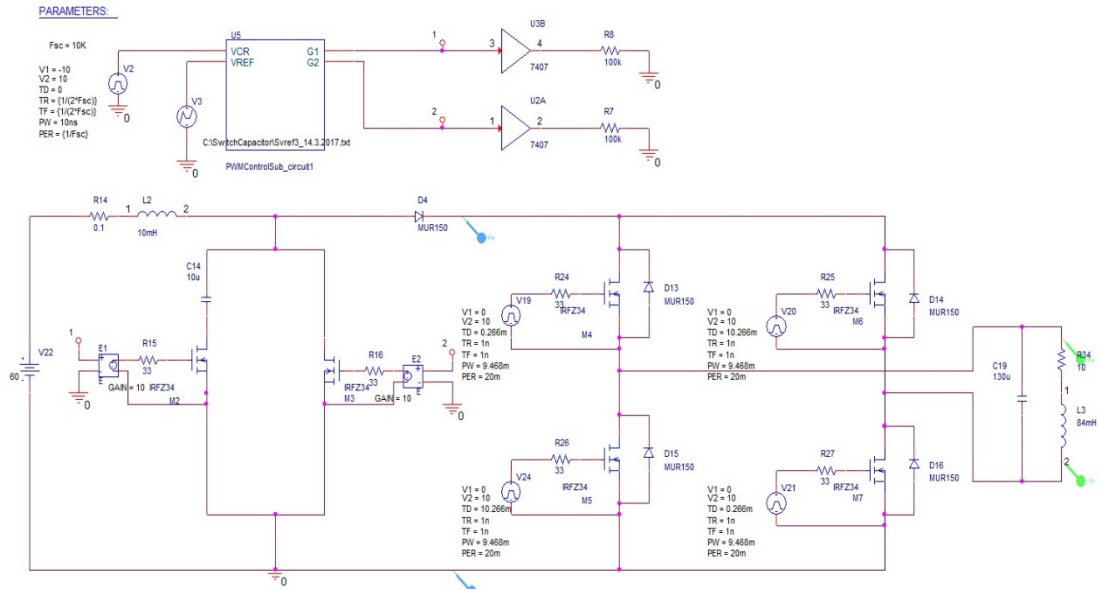 PARAMETERS:
Fsc = 10K
V1 = -10
V2 = 10
TD = 0
TR = {1/(2*Fsc)}
TF = {1/(2*Fsc)}
PW = 10ns
PER = {1/Fsc}
V2
0
V3
0
U5
VCR
VREF
G1
G2
C:\SwitchCapacitor\Svref3_14.3.2017.txt
PWMControlSub_circuit1
1
3
U3B
4
7407
R8
100k
0
2
1
U2A
2
7407
R7
100k
0
R14
0.1
1
L2
2
10mH
D4
MUR150
C14
10u
V22
60
1
E1
E
0
GAIN = 10
R15
33
IRFZ34
M2
R16
33
IRFZ34
M3
E2
E
GAIN = 10
2
0
V1 = 0
V2 = 10
TD = 0.266m
TR = 1n
TF = 1n
PW = 9.468m
PER = 20m
V19
R24
33
IRFZ34
M4
D13
MUR150
V1 = 0
V2 = 10
TD = 10.266m
TR = 1n
TF = 1n
PW = 9.468m
PER = 20m
V20
R25
33
IRFZ34
M6
D14
MUR150
V1 = 0
V2 = 10
TD = 10.266m
TR = 1n
TF = 1n
PW = 9.468m
PER = 20m
V24
R26
33
IRFZ34
M5
D15
MUR150
V1 = 0
V2 = 10
TD = 0.266m
TR = 1n
TF = 1n
PW = 9.468m
PER = 20m
V21
R27
33
IRFZ34
M7
D16
MUR150
C19
130u
R34
10
1
L3
84mH
2
0